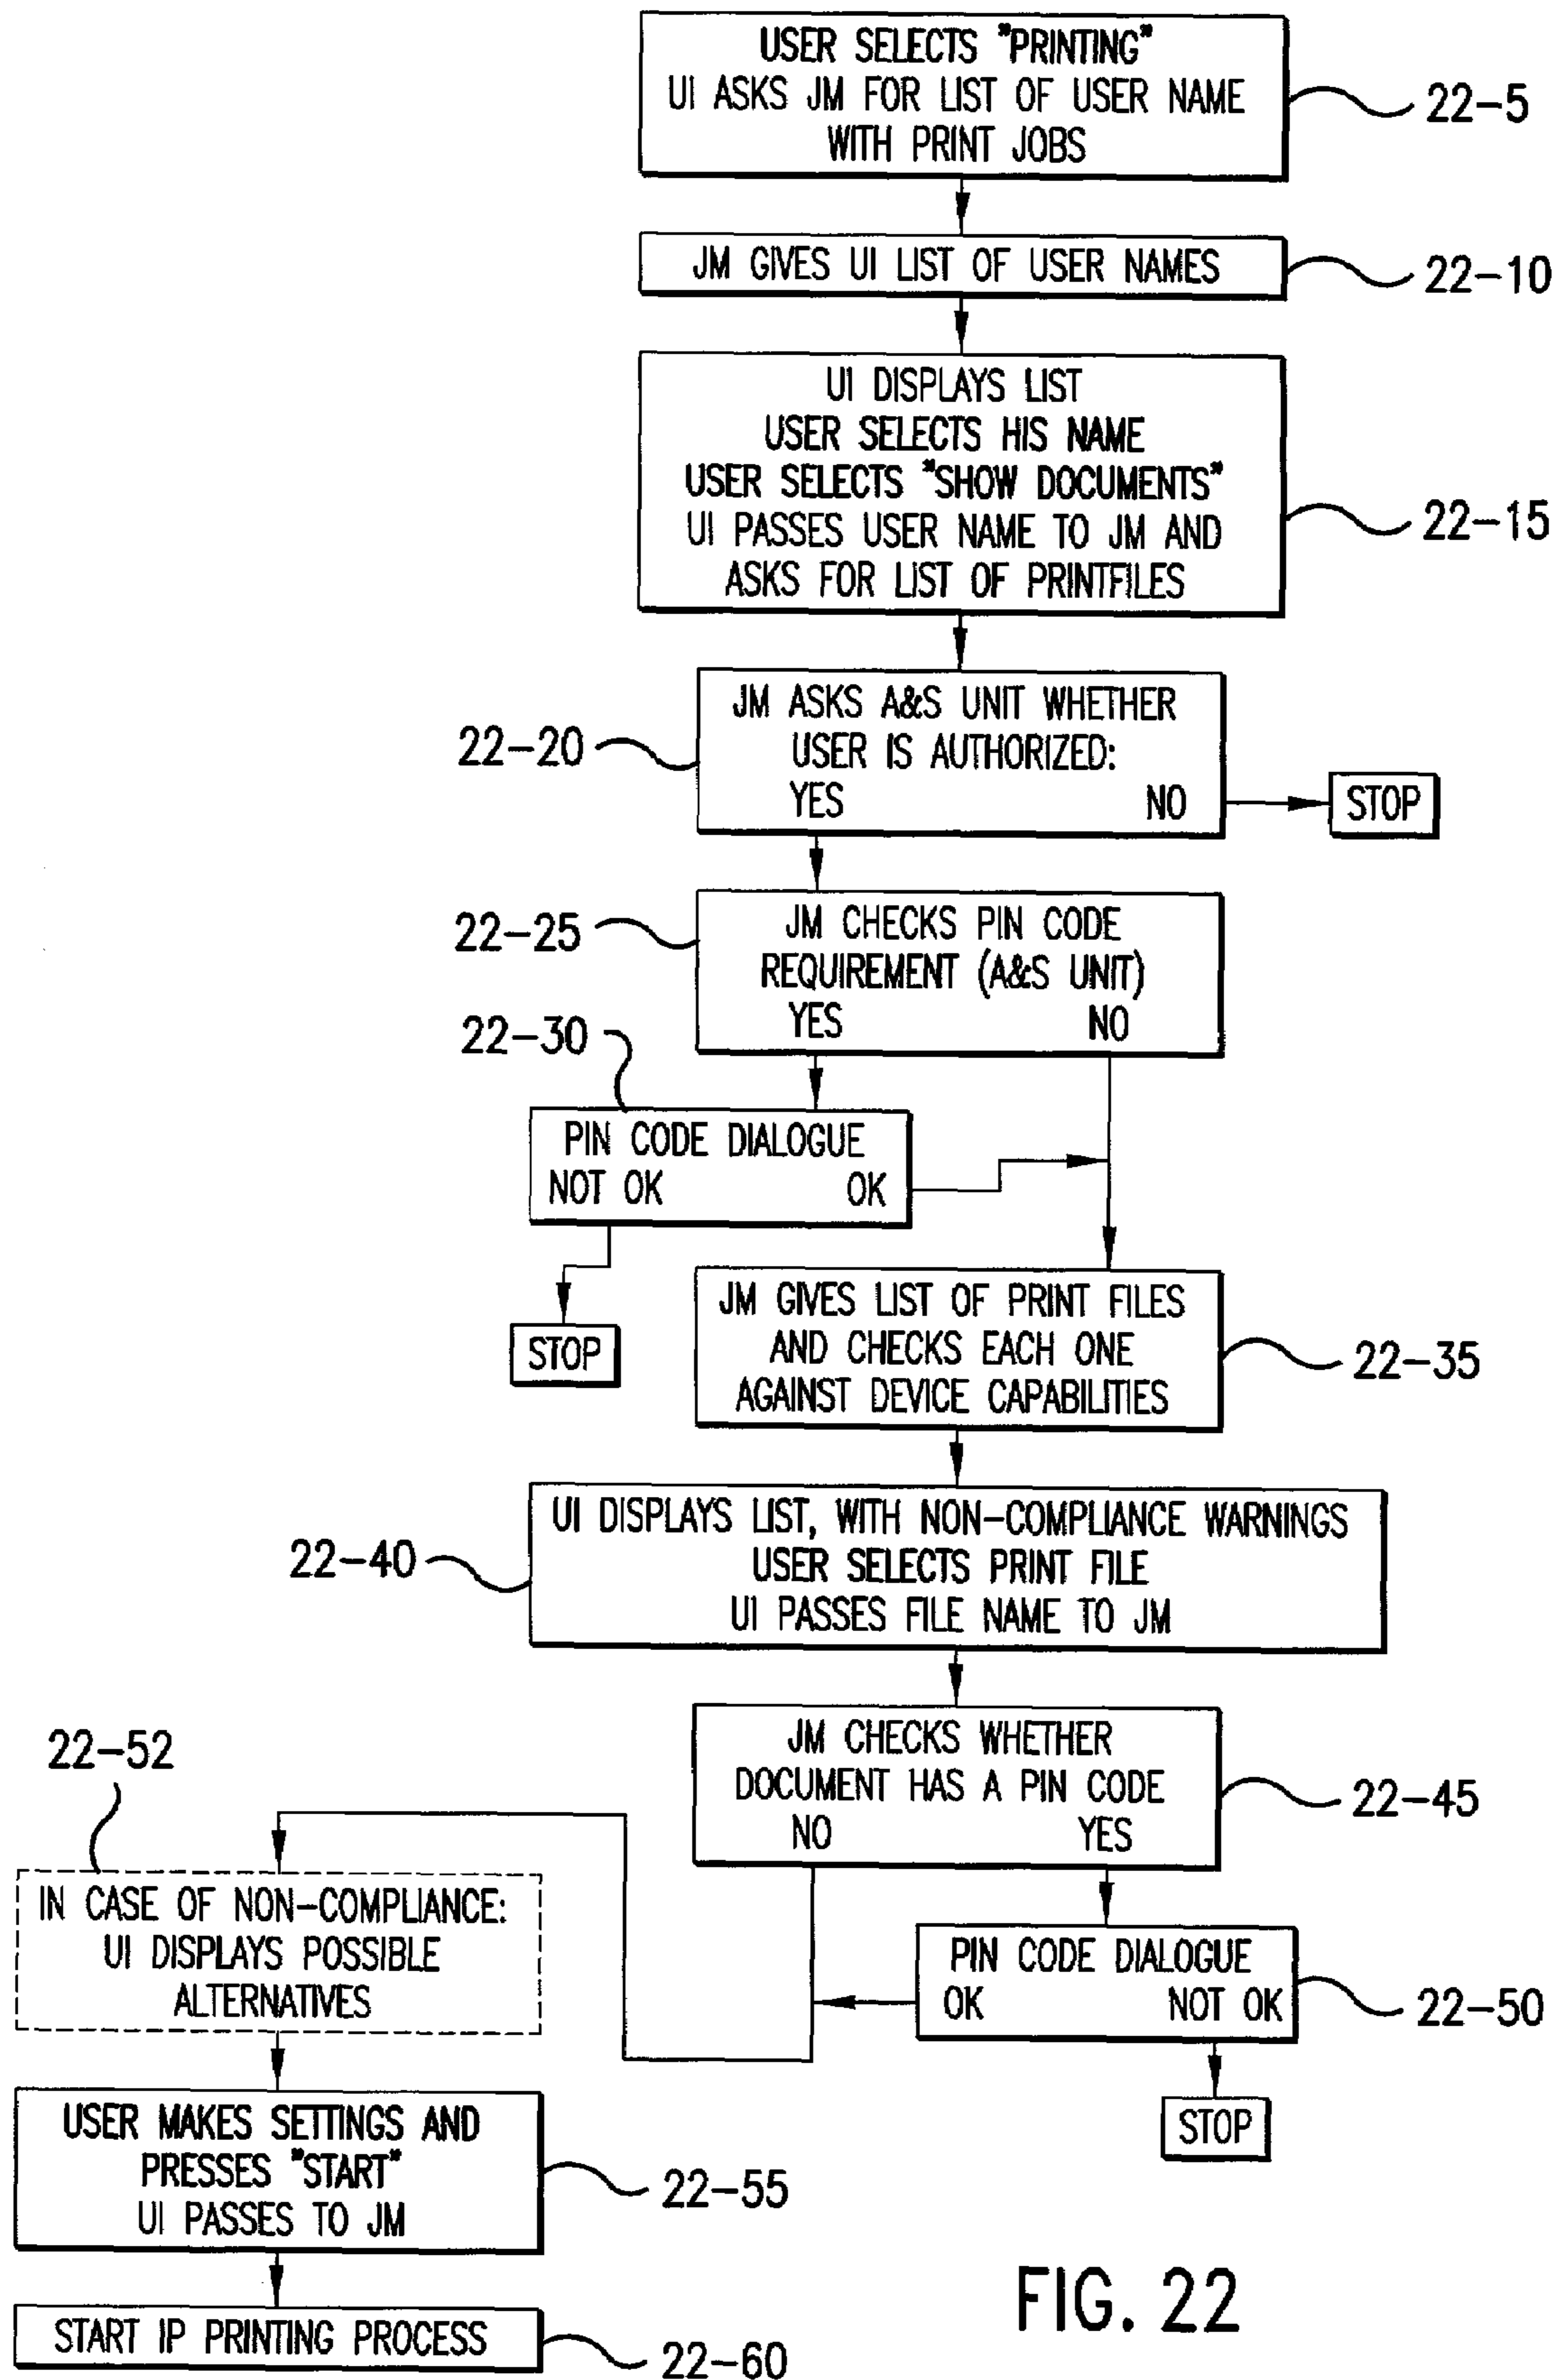 USER SELECTS "PRINTING"
UI ASKS JM FOR LIST OF USER NAME
WITH PRINT JOBS
22-5
JM GIVES UI LIST OF USER NAMES
22-10
UI DISPLAYS LIST
USER SELECTS HIS NAME
USER SELECTS "SHOW DOCUMENTS"
UI PASSES USER NAME TO JM AND
ASKS FOR LIST OF PRINTFILES
22-15
22-20
JM ASKS A&S UNIT WHETHER
USER IS AUTHORIZED:
YES NO
STOP
22-25
JM CHECKS PIN CODE
REQUIREMENT (A&S UNIT)
YES NO
22-30
PIN CODE DIALOGUE
NOT OK OK
STOP
JM GIVES LIST OF PRINT FILES
AND CHECKS EACH ONE
AGAINST DEVICE CAPABILITIES
22-35
22-40
UI DISPLAYS LIST, WITH NON-COMPLIANCE WARNINGS
USER SELECTS PRINT FILE
UI PASSES FILE NAME TO JM
JM CHECKS WHETHER
DOCUMENT HAS A PIN CODE
NO YES
22-45
PIN CODE DIALOGUE
OK NOT OK
22-50
STOP
22-52
IN CASE OF NON-COMPLIANCE:
UI DISPLAYS POSSIBLE
ALTERNATIVES
USER MAKES SETTINGS AND
PRESSES "START"
UI PASSES TO JM
22-55
START IP PRINTING PROCESS
22-60
FIG. 22